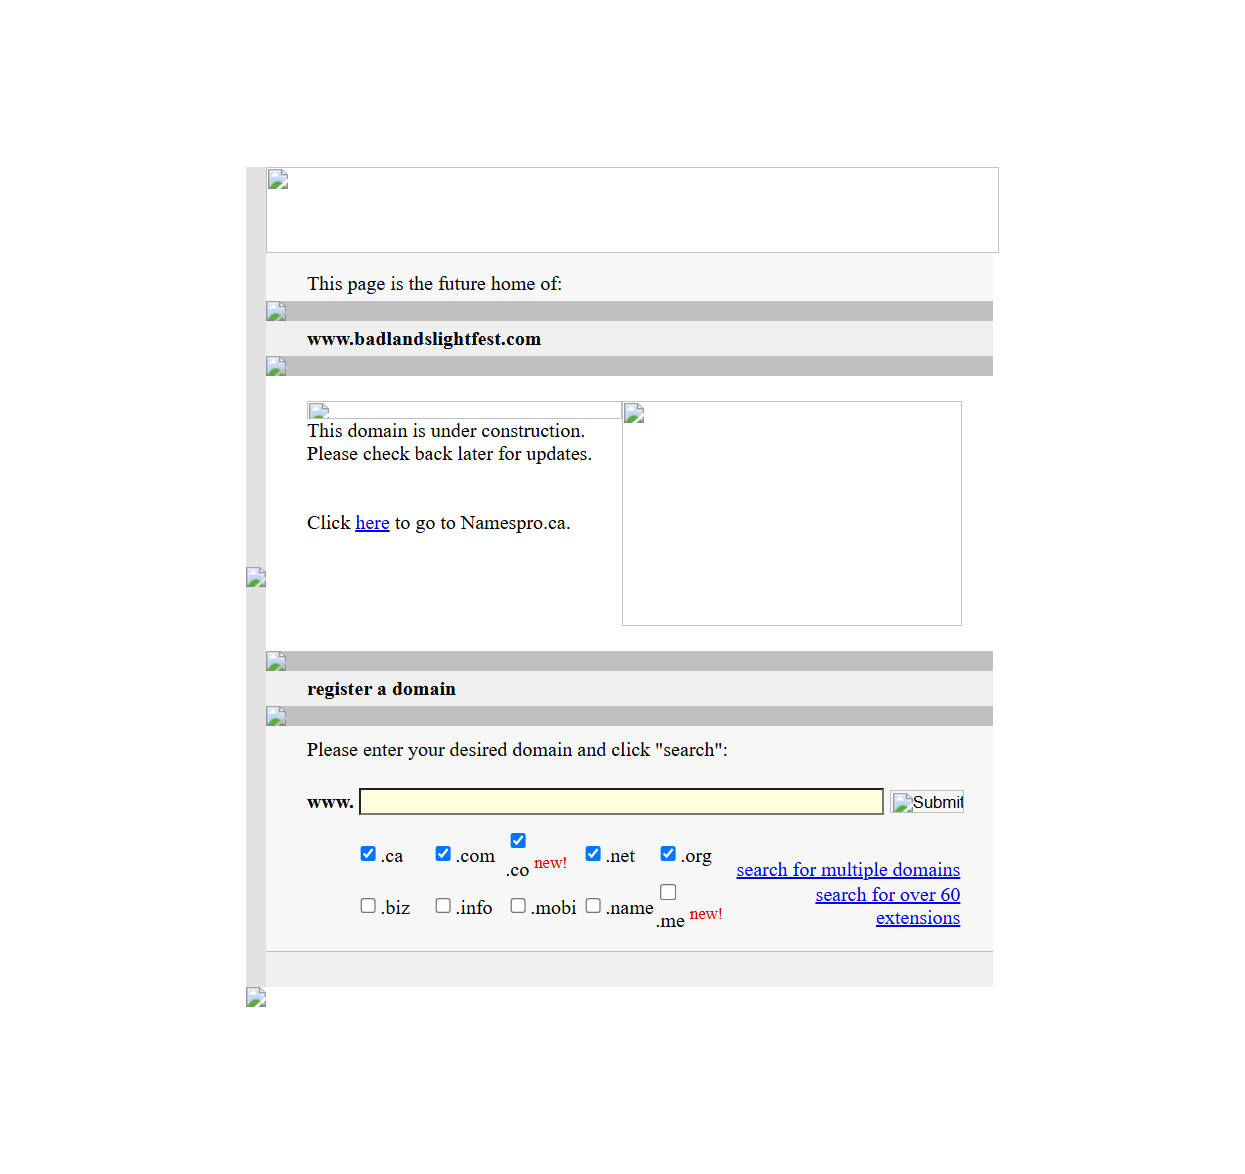 This page is the future home of:
www.badlandslightfest.com
This domain is under construction.
Please check back later for updates.
Click here to go to Namespro.ca.
register a domain
Please enter your desired domain and click "search":
www. Submit
.ca .com .co new! .net .org
search for multiple domains
.biz .info .mobi .name .me new!
search for over 60
extensions